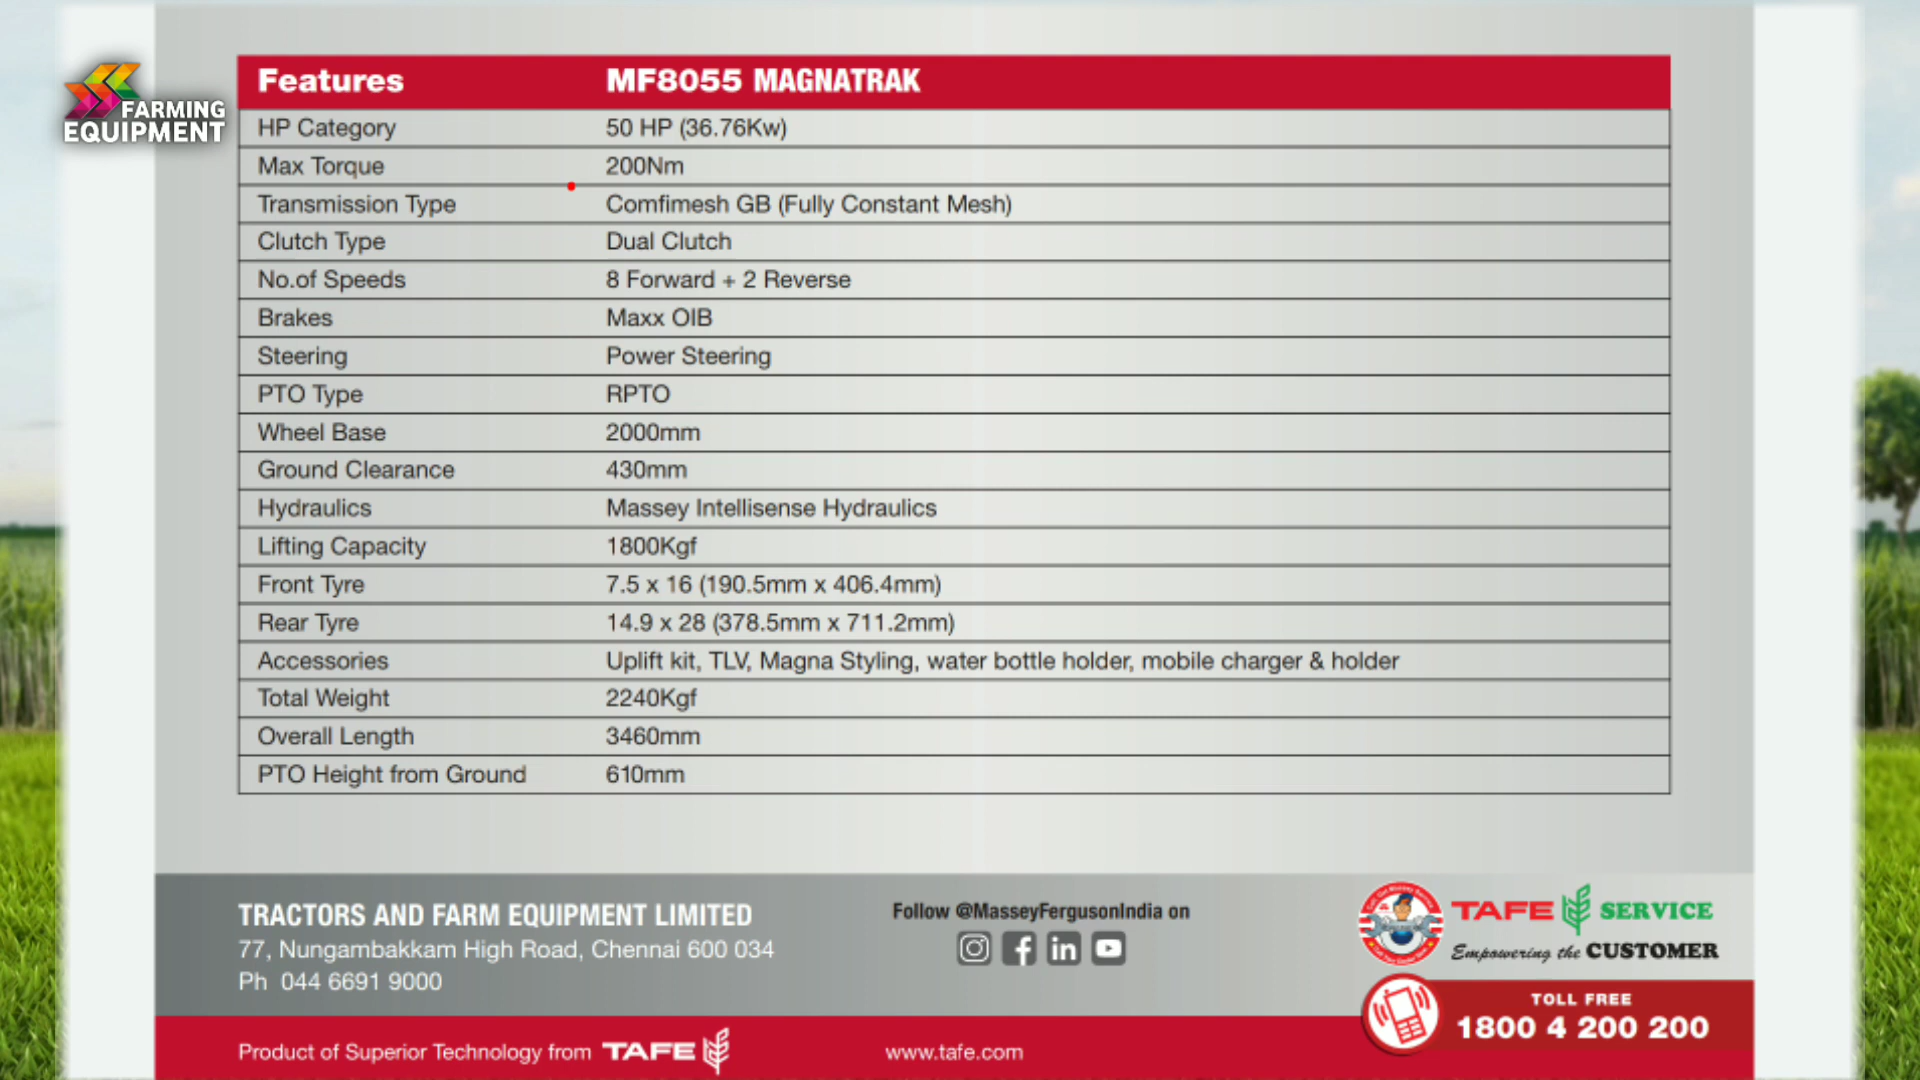 FARMING
EQUIPMENT
Features MF8055 MAGNATRAK
HP Category 50 HP (36.76Kw)
Max Torque 200Nm
Transmission Type Comfimesh GB (Fully Constant Mesh)
Clutch Type Dual Clutch
No.of Speeds 8 Forward + 2 Reverse
Brakes Maxx OIB
Steering Power Steering
PTO Type RPTO
Wheel Base 2000mm
Ground Clearance 430mm
Hydraulics Massey Intellisense Hydraulics
Lifting Capacity 1800Kgf
Front Tyre 7.5 x 16 (190.5mm x 406.4mm)
Rear Tyre 14.9 x 28 (378.5mm x 711.2mm)
Accessories Uplift kit, TLV, Magna Styling, water bottle holder, mobile charger & holder
Total Weight 2240Kgf
Overall Length 3460mm
PTO Height from Ground 610mm
TRACTORS AND FARM EQUIPMENT LIMITED
77, Nungambakkam High Road, Chennai 600 034
Ph 044 6691 9000
Follow @MasseyFergusonIndia on
TAFE SERVICE
Empowering the CUSTOMER
TOLL FREE
1800 4 200 200
Product of Superior Technology from TAFE
www.tafe.com